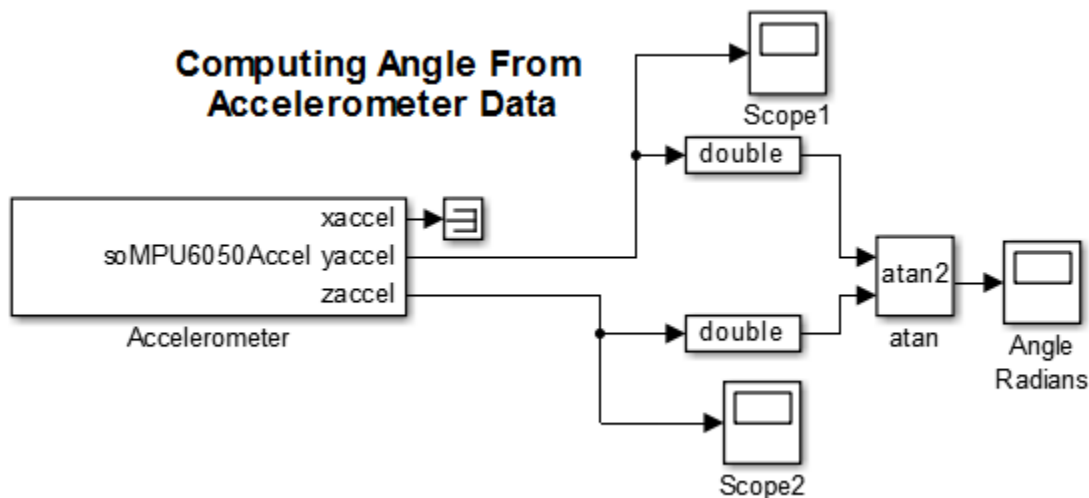 Computing Angle From
Accelerometer Data
Scope1
double
xaccel
soMPU6050Accel yaccel
zaccel
Accelerometer
atan2
atan
Angle
Radians
double
Scope2